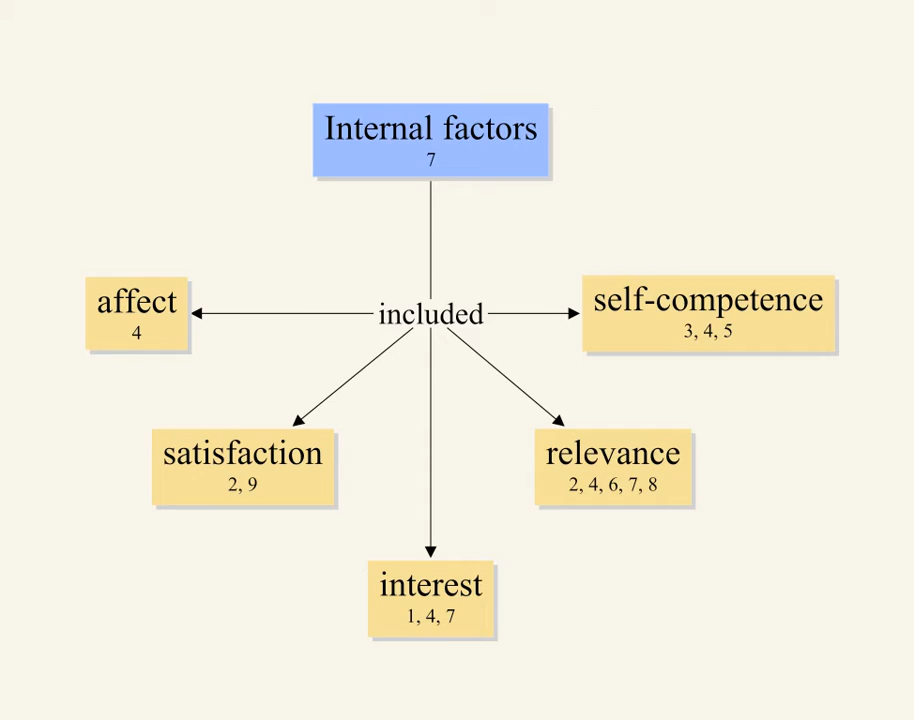 Internal factors
7
included
affect
4
self-competence
3, 4, 5
satisfaction
2, 9
relevance
2, 4, 6, 7, 8
interest
1, 4, 7